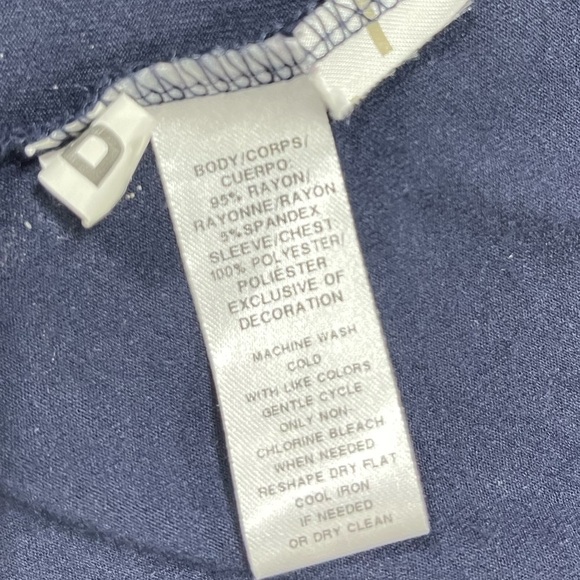 D
BODY/CORPS/
CUERPO:
95% RAYON/
RAYONNE/RAYON
5%SPANDEX
SLEEVE/CHEST
100% POLYESTER/
POLIÉSTER
EXCLUSIVE OF
DECORATION
MACHINE WASH
COLD
WITH LIKE COLORS
GENTLE CYCLE
ONLY NON-
CHLORINE BLEACH
WHEN NEEDED
RESHAPE DRY FLAT
COOL IRON
IF NEEDED
OR DRY CLEAN